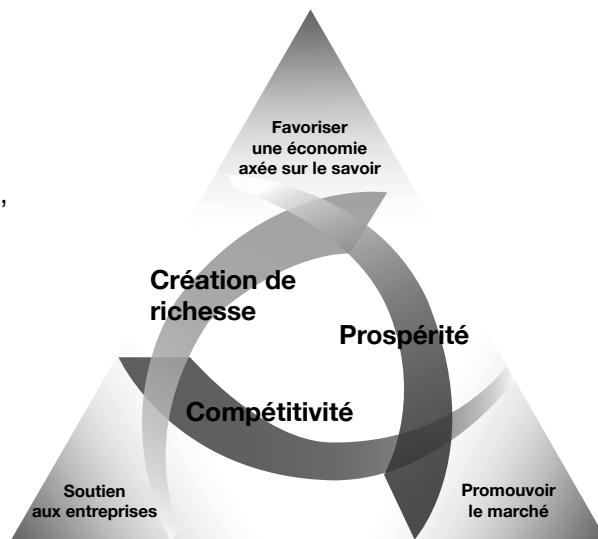 Favoriser
une économie
axée sur le savoir
,
Création de
richesse
Prospérité
Compétitivité
Soutien
aux entreprises
Promouvoir
le marché